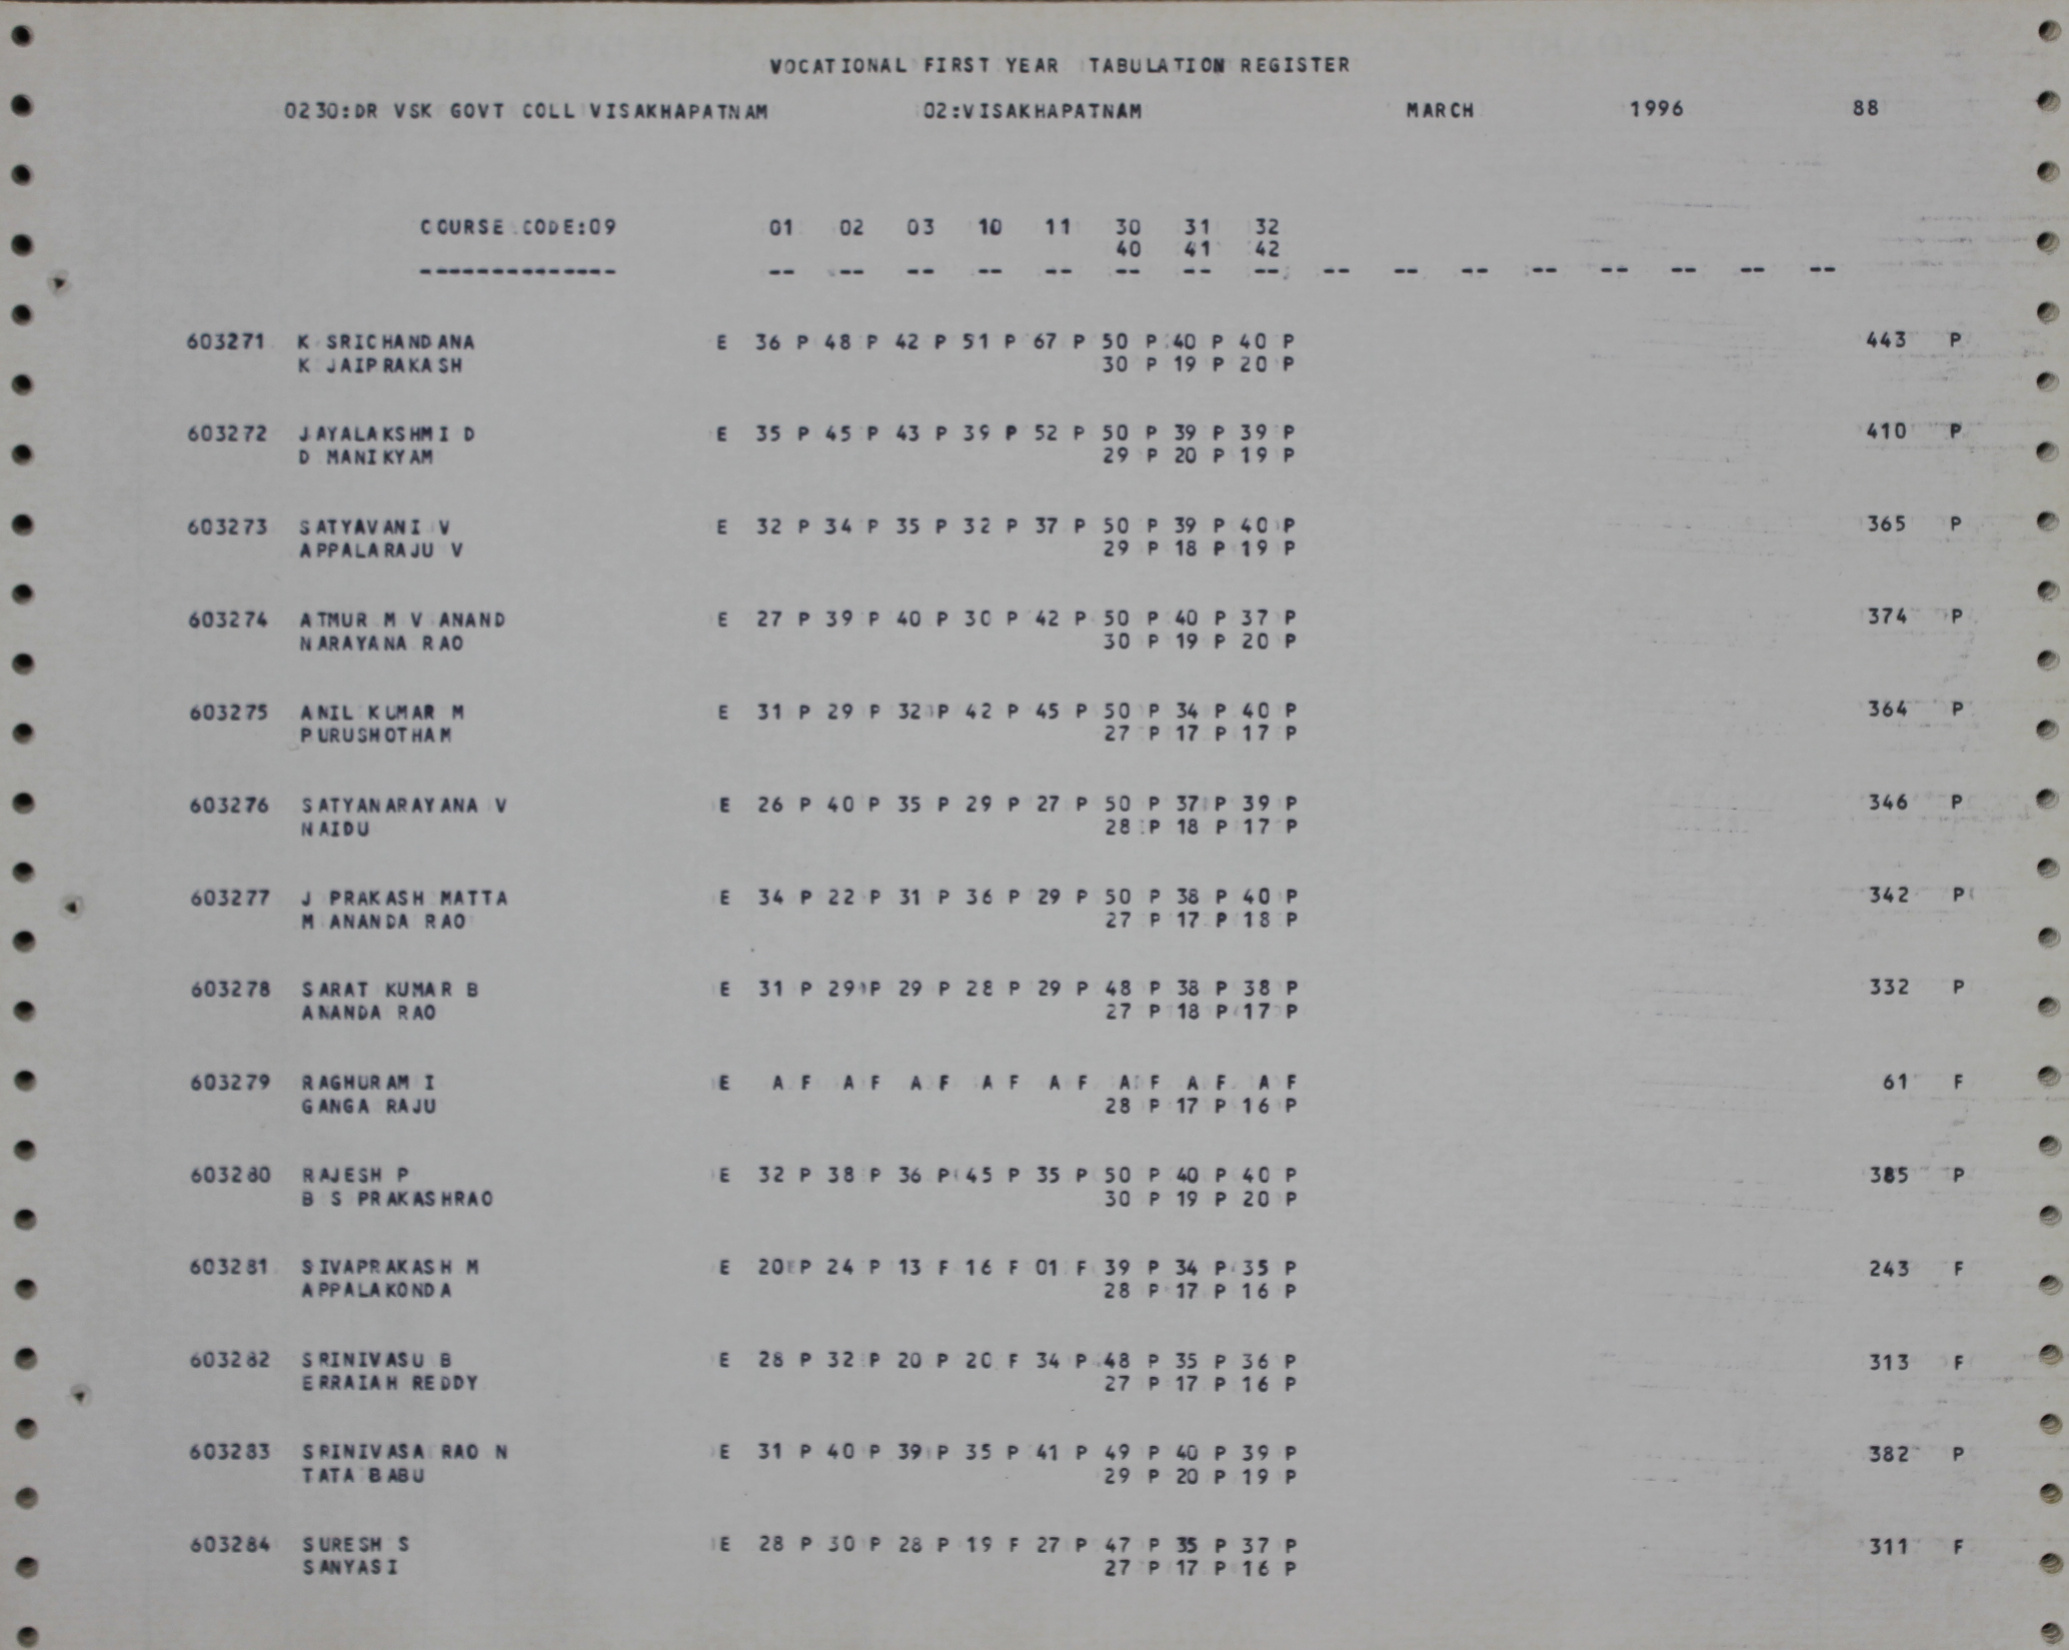 VOCATIONAL FIRST YEAR TABULATION REGISTER
0230:DR VSK GOVT COLL VISAKHAPATNAM 02:VISAKHAPATNAM MARCH 1996 88
COURSE CODE:09 01 02 03 10 11 30 31 32
40 41 42
-------------- -- -- -- -- -- -- -- -- -- -- -- -- -- -- -- --
603271 K SRICHANDANA E 36 P 48 P 42 P 51 P 67 P 50 P 40 P 40 P 443 P
K JAIPRAKASH 30 P 19 P 20 P
603272 JAYALAKSHMI D E 35 P 45 P 43 P 39 P 52 P 50 P 39 P 39 P 410 P
D MANIKYAM 29 P 20 P 19 P
603273 SATYAVANI V E 32 P 34 P 35 P 32 P 37 P 50 P 39 P 40 P 365 P
APPALARAJU V 29 P 18 P 19 P
603274 ATMUR M V ANAND E 27 P 39 P 40 P 30 P 42 P 50 P 40 P 37 P 374 P
NARAYANA RAO 30 P 19 P 20 P
603275 ANIL KUMAR M E 31 P 29 P 32 P 42 P 45 P 50 P 34 P 40 P 364 P
PURUSHOTHAM 27 P 17 P 17 P
603276 SATYANARAYANA V E 26 P 40 P 35 P 29 P 27 P 50 P 37 P 39 P 346 P
NAIDU 28 P 18 P 17 P
603277 J PRAKASH MATTA E 34 P 22 P 31 P 36 P 29 P 50 P 38 P 40 P 342 P
M ANANDA RAO 27 P 17 P 18 P
603278 SARAT KUMAR B E 31 P 29 P 29 P 28 P 29 P 48 P 38 P 38 P 332 P
ANANDA RAO 27 P 18 P 17 P
603279 RAGHURAM I E A F A F A F A F A F A F A F A F 61 F
GANGA RAJU 28 P 17 P 16 P
603280 RAJESH P E 32 P 38 P 36 P 45 P 35 P 50 P 40 P 40 P 385 P
B S PRAKASHRAO 30 P 19 P 20 P
603281 SIVAPRAKASH M E 20 P 24 P 13 F 16 F 01 F 39 P 34 P 35 P 243 F
APPALAKONDA 28 P 17 P 16 P
603282 SRINIVASU B E 28 P 32 P 20 P 20 F 34 P 48 P 35 P 36 P 313 F
ERRAIAH REDDY 27 P 17 P 16 P
603283 SRINIVASA RAO N E 31 P 40 P 39 P 35 P 41 P 49 P 40 P 39 P 382 P
TATA BABU 29 P 20 P 19 P
603284 SURESH S E 28 P 30 P 28 P 19 F 27 P 47 P 35 P 37 P 311 F
SANYASI 27 P 17 P 16 P